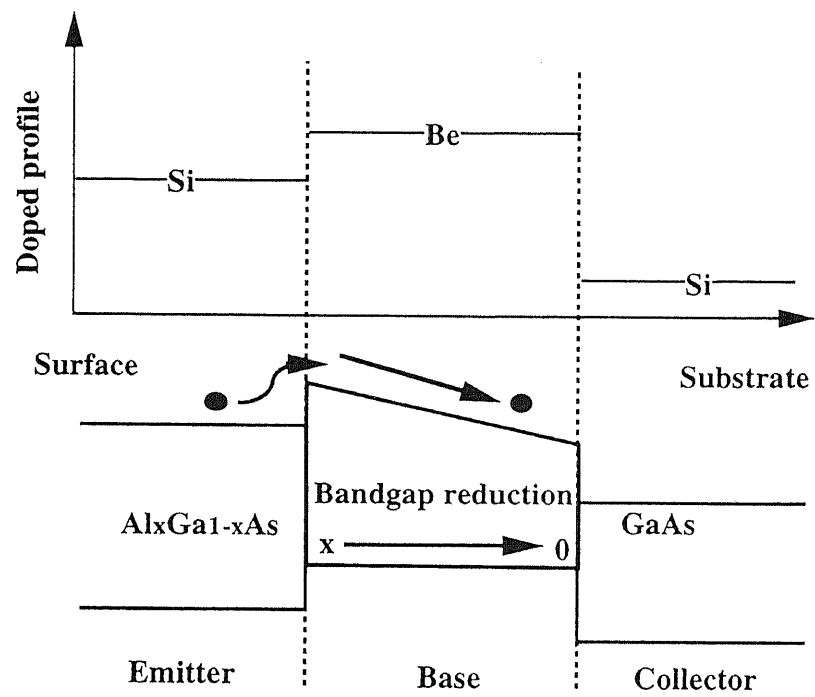 Doped profile
Be
Si
Si
Surface
Substrate
Bandgap reduction
AlxGa1-xAs
GaAs
x
0
Emitter
Base
Collector